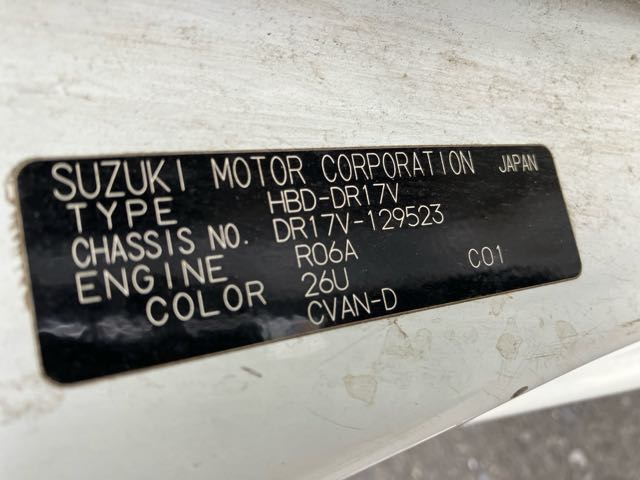 SUZUKI MOTOR CORPORATION JAPAN
TYPE HBD-DR17V
CHASSIS NO. DR17V-129523
ENGINE R06A
COLOR 26U C01
CVAN-D